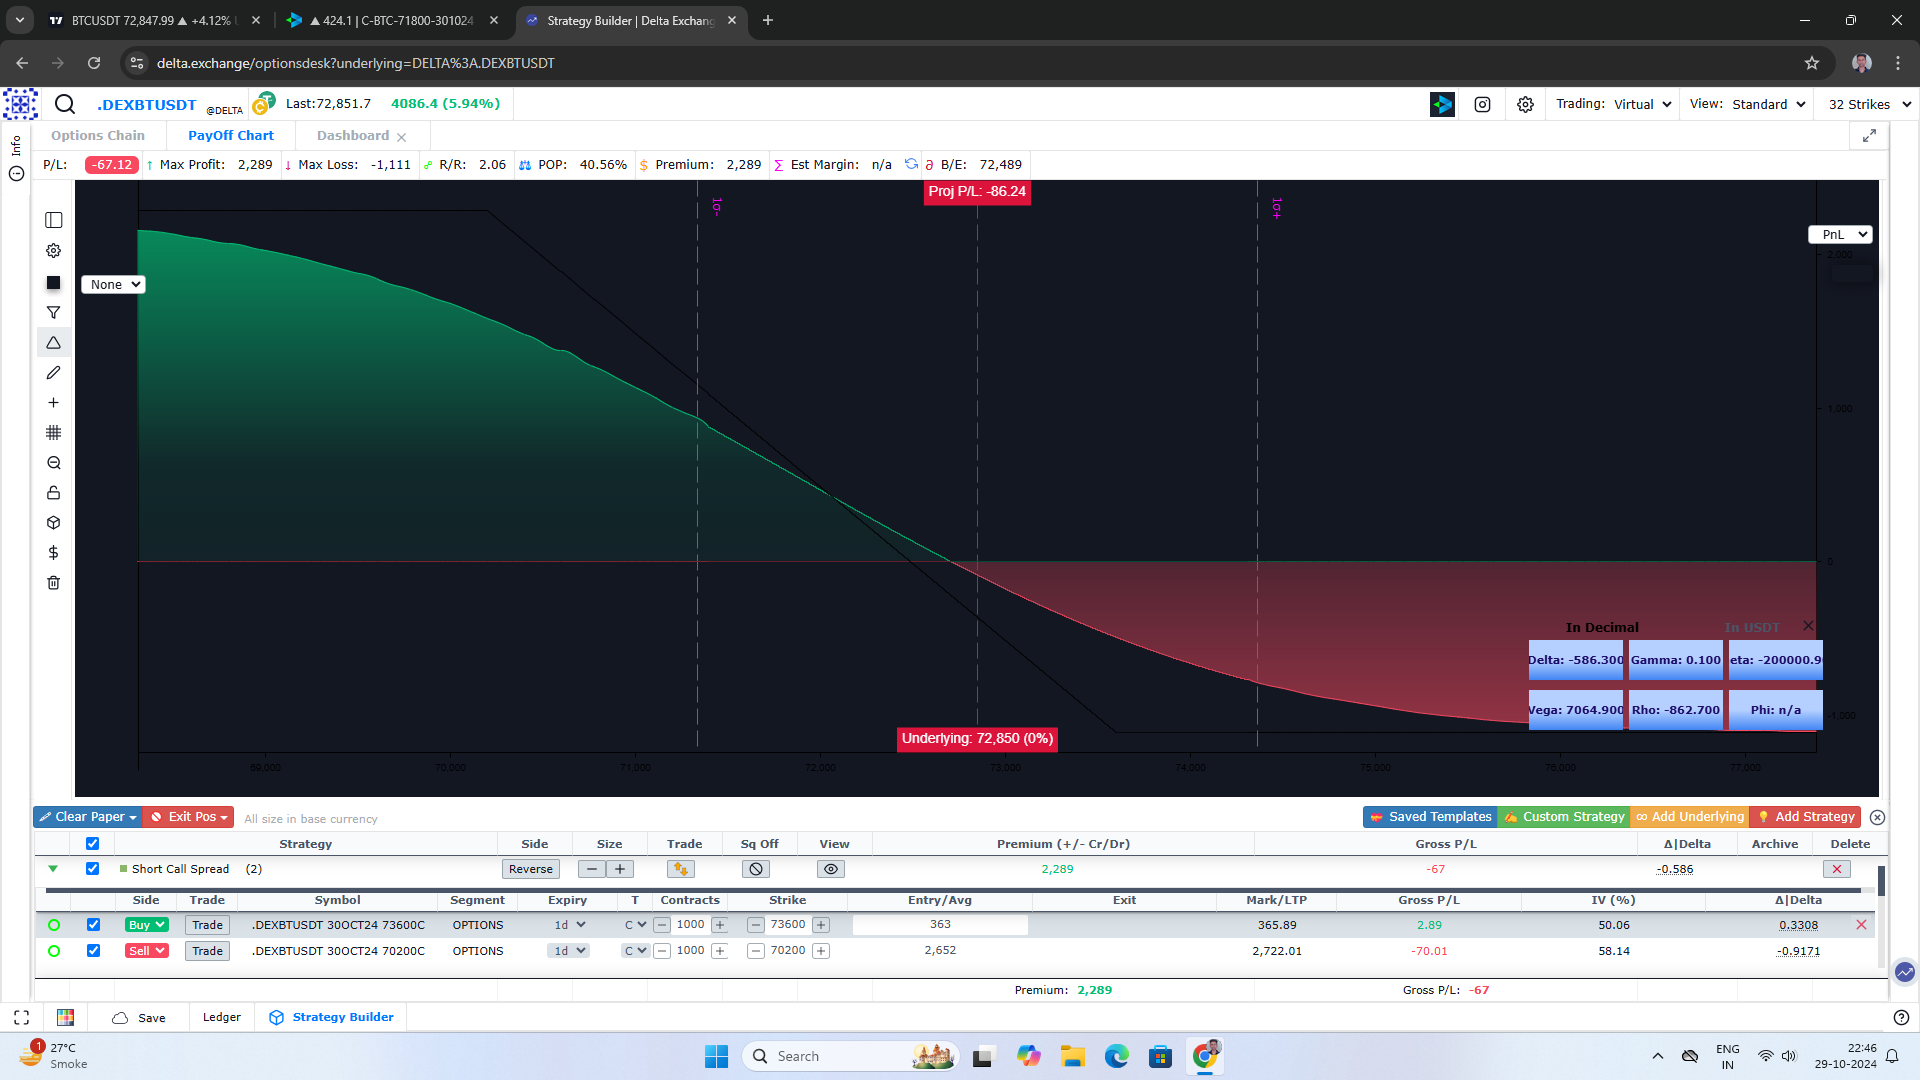 BTCUSDT 72,847.99 ▲ +4.12%
▲ 424.1 | C-BTC-71800-301024
Strategy Builder | Delta Exchang
delta.exchange/optionsdesk?underlying=DELTA%3A.DEXBTUSDT
.DEXBTUSDT @DELTA Last:72,851.7 4086.4 (5.94%) Trading: Virtual View: Standard 32 Strikes
Info
Options Chain PayOff Chart Dashboard
P/L: -67.12 Max Profit: 2,289 Max Loss: -1,111 R/R: 2.06 POP: 40.56% Premium: 2,289 Est Margin: n/a B/E: 72,489
Proj P/L: -86.24
1σ- 1σ+
PnL
2,000
None
1,000
0
In Decimal In USDT
Delta: -586.300 Gamma: 0.100 eta: -200000.9
Vega: 7064.900 Rho: -862.700 Phi: n/a
-1,000
Underlying: 72,850 (0%)
69,000 70,000 71,000 72,000 73,000 74,000 75,000 76,000 77,000
Clear Paper Exit Pos All size in base currency Saved Templates Custom Strategy Add Underlying Add Strategy
Strategy Side Size Trade Sq Off View Premium (+/- Cr/Dr) Gross P/L Δ|Delta Archive Delete
Short Call Spread (2) Reverse 2,289 -67 -0.586
Side Trade Symbol Segment Expiry T Contracts Strike Entry/Avg Exit Mark/LTP Gross P/L IV (%) Δ|Delta
Buy Trade .DEXBTUSDT 30OCT24 73600C OPTIONS 1d C 1000 73600 363 365.89 2.89 50.06 0.3308
Sell Trade .DEXBTUSDT 30OCT24 70200C OPTIONS 1d C 1000 70200 2,652 2,722.01 -70.01 58.14 -0.9171
Premium: 2,289 Gross P/L: -67
Save Ledger Strategy Builder
1
27°C
Smoke
Search
ENG
IN
22:46
29-10-2024